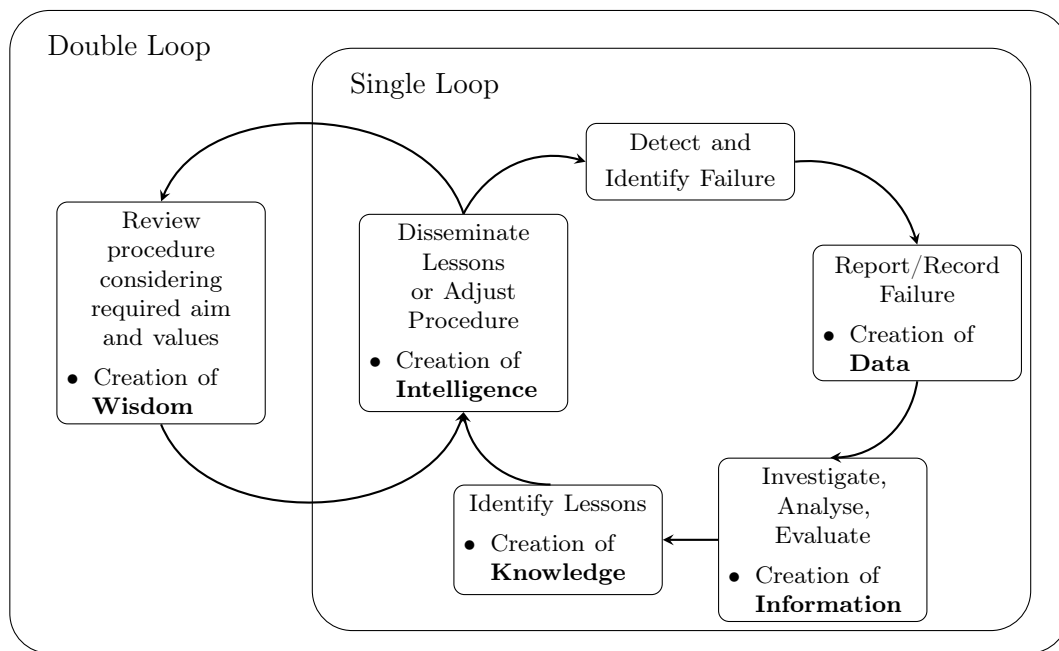 Double Loop
Single Loop
Detect and
Identify Failure
Report/Record
Failure
• Creation of
Data
Investigate,
Analyse,
Evaluate
• Creation of
Information
Identify Lessons
• Creation of
Knowledge
Disseminate
Lessons
or Adjust
Procedure
• Creation of
Intelligence
Review
procedure
considering
required aim
and values
• Creation of
Wisdom